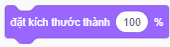 đặt kích thước thành 100 %